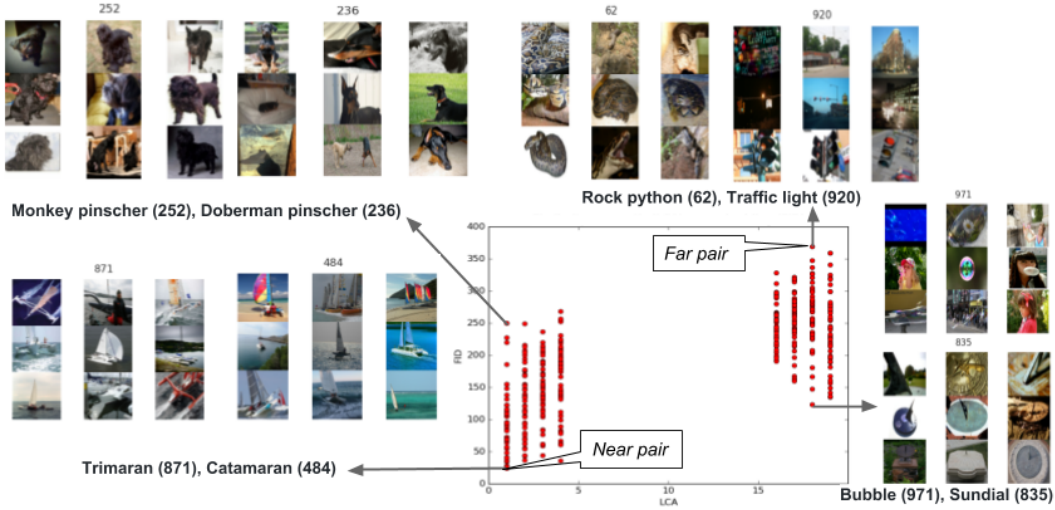 252
236
62
920
Monkey pinscher (252), Doberman pinscher (236)
Rock python (62), Traffic light (920)
971
871
484
835
400
350
300
250
200
150
100
50
0
FID
Far pair
Near pair
0
5
10
15
LCA
Trimaran (871), Catamaran (484)
Bubble (971), Sundial (835)